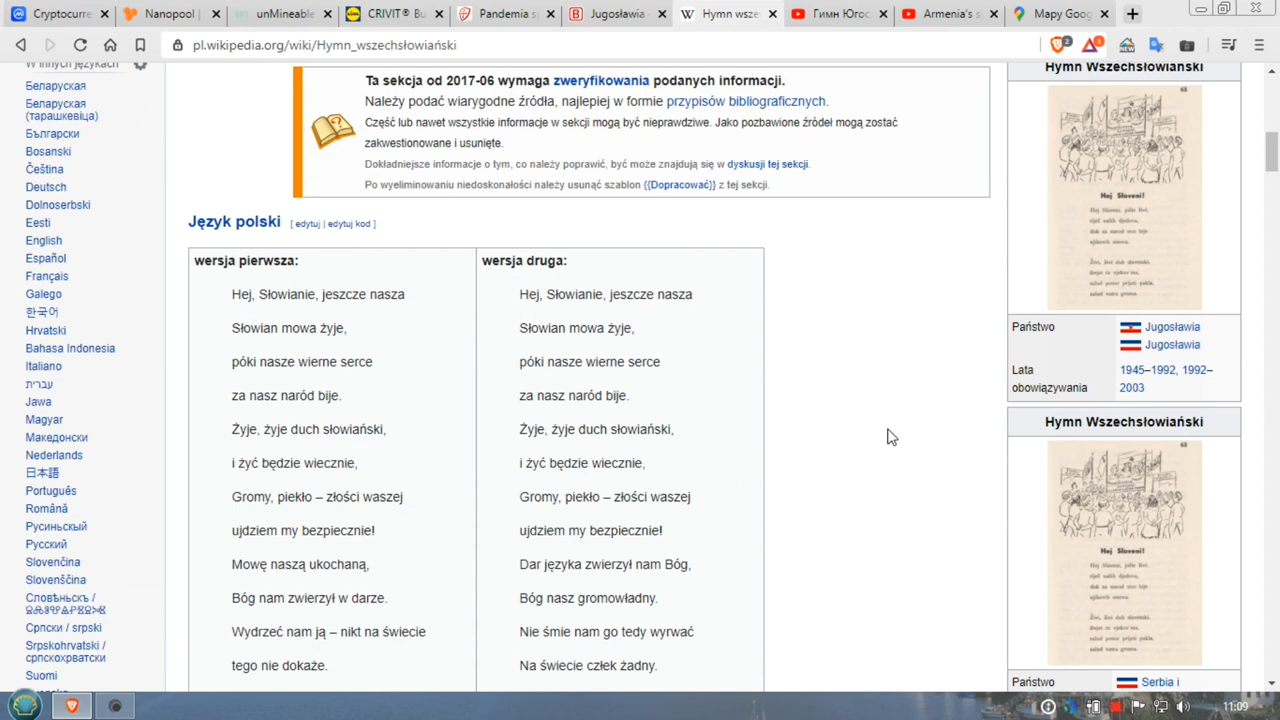 Cryptocurre
Nanopool |
unMineable
CRIVIT® Bu
Pandemia s
Jugosławia
Hymn wsze
Гимн Югос
Armenia's s
Mapy Goog
pl.wikipedia.org/wiki/Hymn_wszechsłowiański
2
3
NEW
W innych językach
Беларуская
Беларуская
(тарашкевіца)
Български
Bosanski
Čeština
Deutsch
Dolnoserbski
Eesti
English
Español
Français
Galego
한국어
Hrvatski
Bahasa Indonesia
Italiano
עברית
Jawa
Magyar
Македонски
Nederlands
日本語
Português
Română
Русиньскый
Русский
Slovenčina
Slovenščina
Словѣньскъ /
ⰔⰎⰑⰂⰡⰐⰠⰔⰍⰟ
Српски / srpski
Srpskohrvatski /
српскохрватски
Suomi
Ta sekcja od 2017-06 wymaga zweryfikowania podanych informacji.
Należy podać wiarygodne źródła, najlepiej w formie przypisów bibliograficznych.
Część lub nawet wszystkie informacje w sekcji mogą być nieprawdziwe. Jako pozbawione źródeł mogą zostać
zakwestionowane i usunięte.
Dokładniejsze informacje o tym, co należy poprawić, być może znajdują się w dyskusji tej sekcji.
Po wyeliminowaniu niedoskonałości należy usunąć szablon {{Dopracować}} z tej sekcji.
Język polski [ edytuj | edytuj kod ]
wersja pierwsza:
Hej, Słowianie, jeszcze nasza
Słowian mowa żyje,
póki nasze wierne serce
za nasz naród bije.
Żyje, żyje duch słowiański,
i żyć będzie wiecznie,
Gromy, piekło – złości waszej
ujdziem my bezpiecznie!
Mowę naszą ukochaną,
Bóg nam zwierzył w darze.
Wydrzeć nam ją – nikt na świecie
tego nie dokaże.
wersja druga:
Hej, Słowianie, jeszcze nasza
Słowian mowa żyje,
póki nasze wierne serce
za nasz naród bije.
Żyje, żyje duch słowiański,
i żyć będzie wiecznie,
Gromy, piekło – złości waszej
ujdziem my bezpiecznie!
Dar języka zwierzył nam Bóg,
Bóg nasz gromowładny.
Nie śmie nam go tedy wyrwać
Na świecie człek żadny.
Hymn Wszechsłowiański
63
Hej Sloveni!
Państwo
Jugosławia
Jugosławia
Lata
obowiązywania
1945–1992, 1992–
2003
Hymn Wszechsłowiański
63
Hej Sloveni!
Państwo
Serbia i
11:09